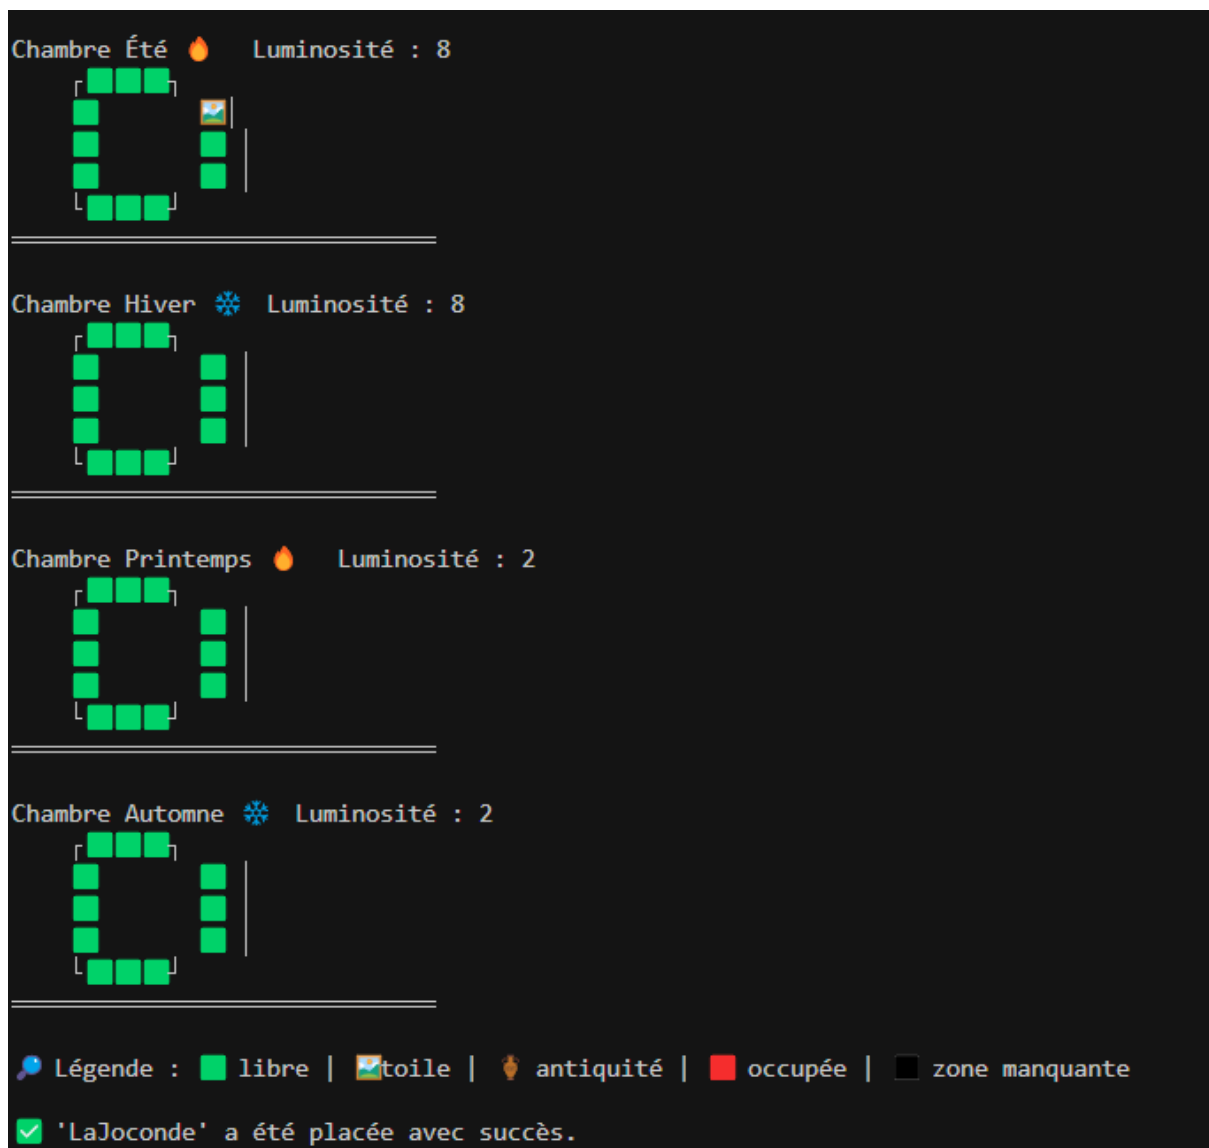 Chambre Été 🔥 Luminosité : 8
Chambre Hiver ❄ Luminosité : 8
Chambre Printemps 🔥 Luminosité : 2
Chambre Automne ❄ Luminosité : 2
🔎 Légende : 🟩 libre | 🖼toile | 🏺 antiquité | 🟥 occupée | ⬛ zone manquante
✅ 'LaJoconde' a été placée avec succès.